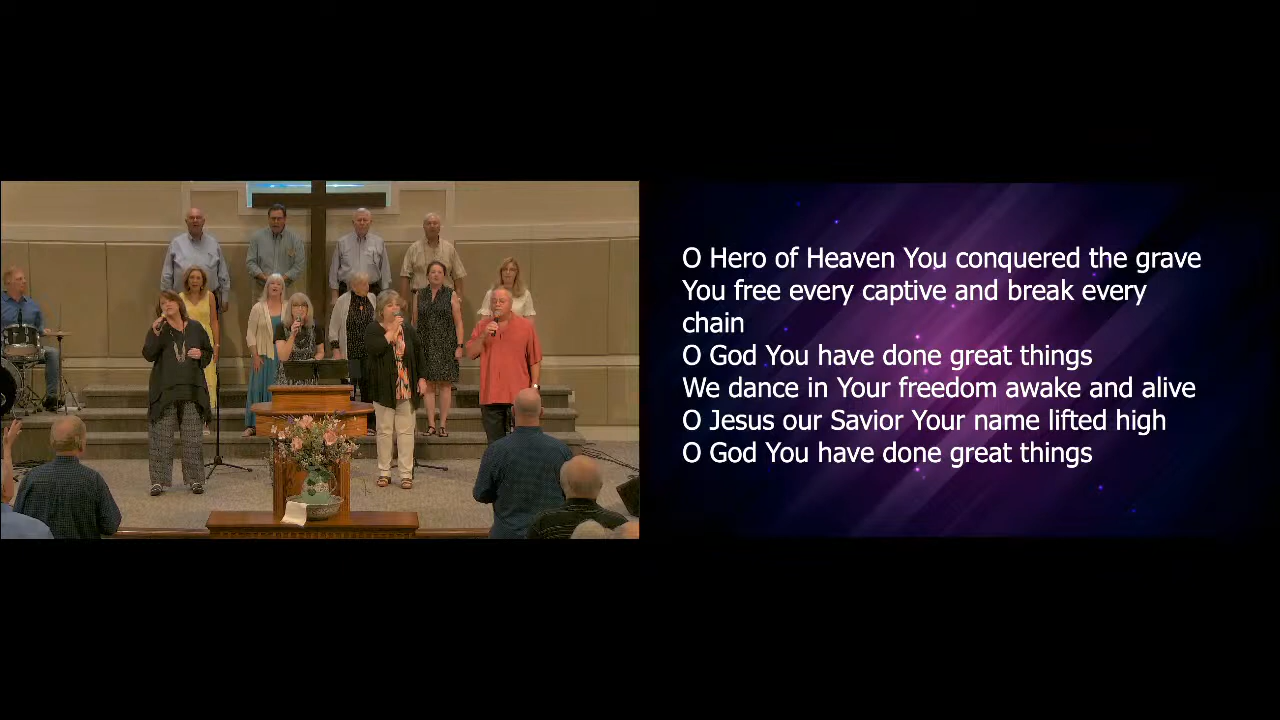 O Hero of Heaven You conquered the grave
You free every captive and break every
chain
O God You have done great things
We dance in Your freedom awake and alive
O Jesus our Savior Your name lifted high
O God You have done great things